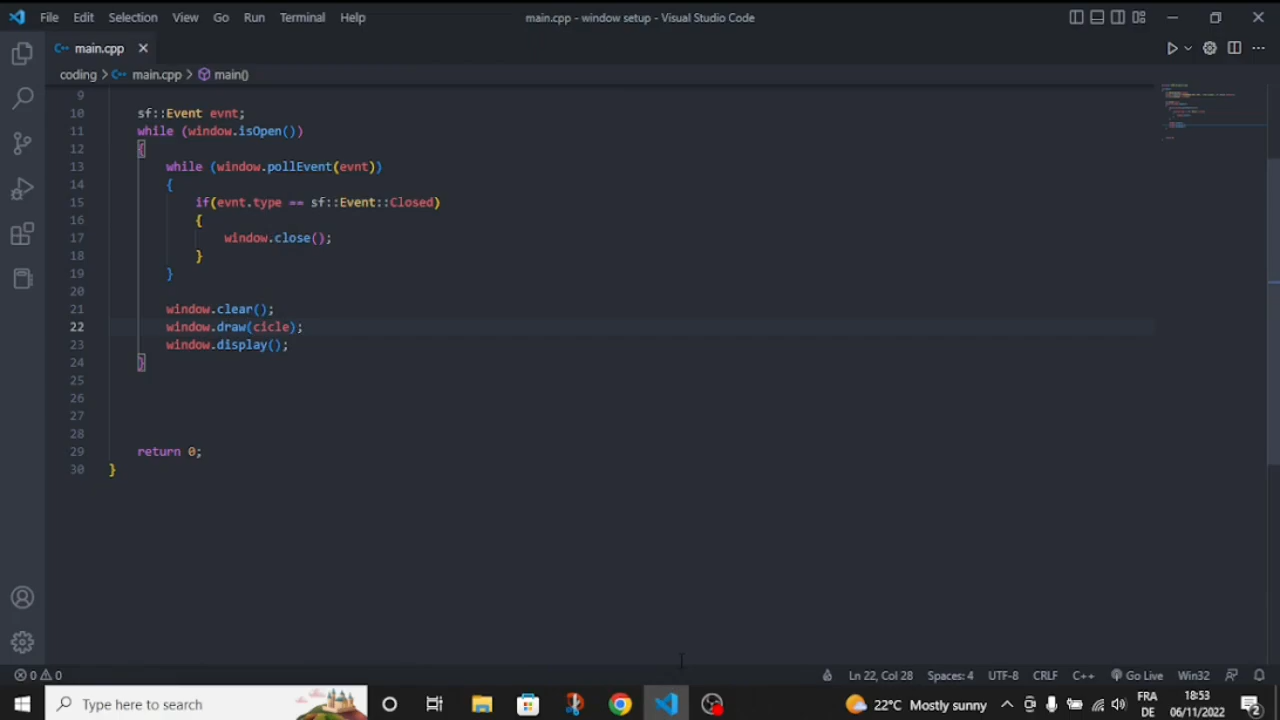 File Edit Selection View Go Run Terminal Help
main.cpp - window setup - Visual Studio Code
main.cpp
coding > main.cpp > main()
9
10 sf::Event evnt;
11 while (window.isOpen())
12 {
13 while (window.pollEvent(evnt))
14 {
15 if(evnt.type == sf::Event::Closed)
16 {
17 window.close();
18 }
19 }
20
21 window.clear();
22 window.draw(cicle);
23 window.display();
24 }
25
26
27
28
29 return 0;
30 }
0 0
Ln 22, Col 28 Spaces: 4 UTF-8 CRLF C++ Go Live Win32
Type here to search
22°C Mostly sunny
FRA
DE
18:53
06/11/2022
2